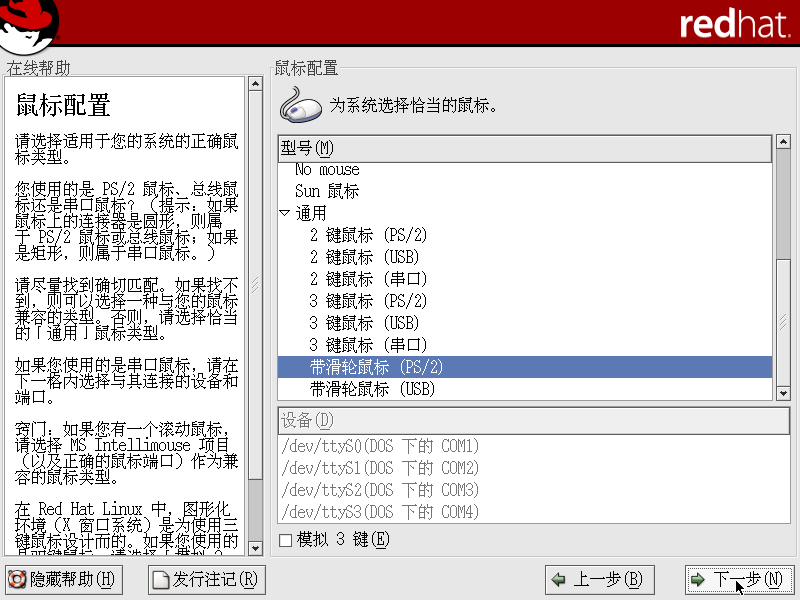 redhat.
在线帮助
鼠标配置
请选择适用于您的系统的正确鼠
标类型。
您使用的是 PS/2 鼠标、总线鼠
标还是串口鼠标？（提示：如果
鼠标上的连接器是圆形，则属
于 PS/2 鼠标或总线鼠标；如果
是矩形，则属于串口鼠标。）
请尽量找到确切匹配。如果找不
到，则可以选择一种与您的鼠标
兼容的类型。否则，请选择恰当
的「通用」鼠标类型。
如果您使用的是串口鼠标，请在
下一格内选择与其连接的设备和
端口。
窍门：如果您有一个滚动鼠标，
请选择 MS Intellimouse 项目
（以及正确的鼠标端口）作为兼
容的鼠标类型。
在 Red Hat Linux 中，图形化
环境（X 窗口系统）是为使用三
键鼠标设计而的。如果您使用的
鼠标配置
为系统选择恰当的鼠标。
型号(M)
No mouse
Sun 鼠标
通用
2 键鼠标 (PS/2)
2 键鼠标 (USB)
2 键鼠标 (串口)
3 键鼠标 (PS/2)
3 键鼠标 (USB)
3 键鼠标 (串口)
带滑轮鼠标 (PS/2)
带滑轮鼠标 (USB)
设备(D)
/dev/ttyS0(DOS 下的 COM1)
/dev/ttyS1(DOS 下的 COM2)
/dev/ttyS2(DOS 下的 COM3)
/dev/ttyS3(DOS 下的 COM4)
模拟 3 键(E)
隐藏帮助(H)
发行注记(R)
上一步(B)
下一步(N)